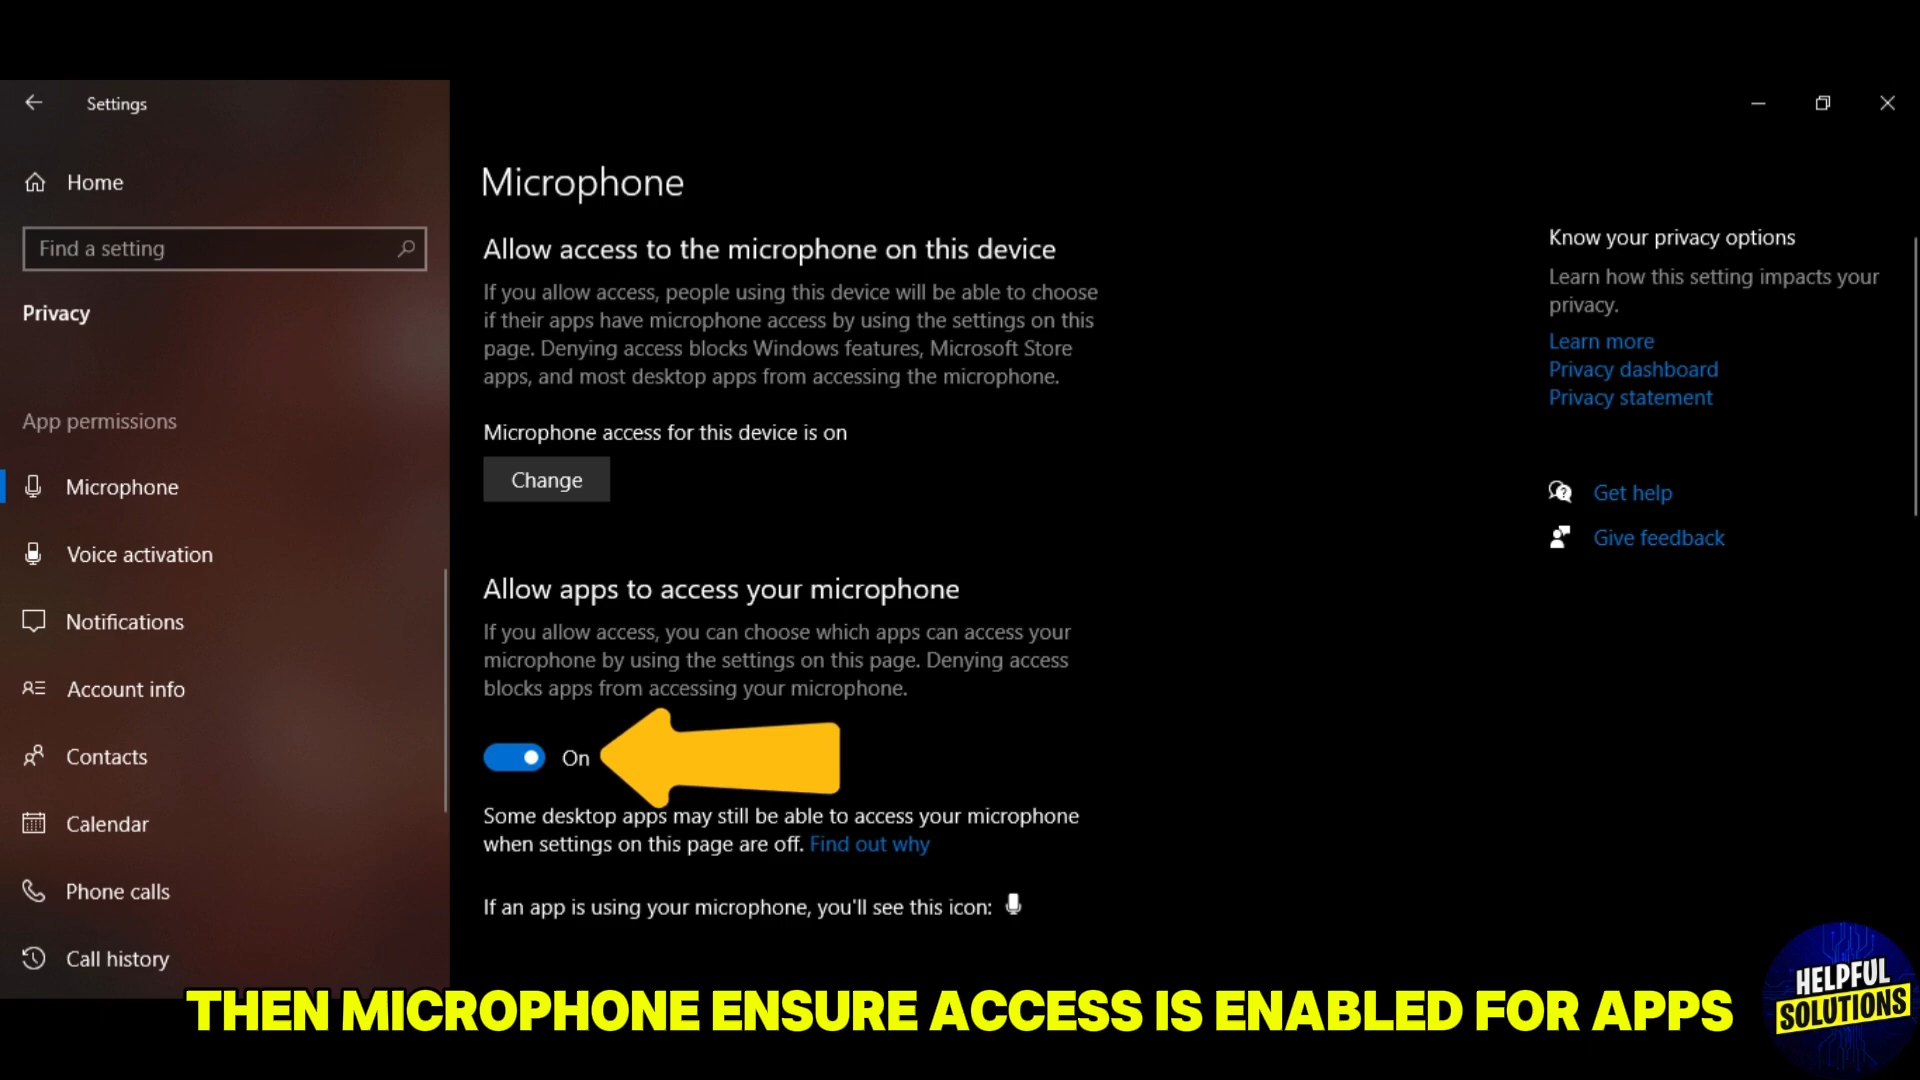 Settings
Home
Find a setting
Privacy
App permissions
Microphone
Voice activation
Notifications
Account info
Contacts
Calendar
Phone calls
Call history
Microphone
Allow access to the microphone on this device
If you allow access, people using this device will be able to choose
if their apps have microphone access by using the settings on this
page. Denying access blocks Windows features, Microsoft Store
apps, and most desktop apps from accessing the microphone.
Microphone access for this device is on
Change
Allow apps to access your microphone
If you allow access, you can choose which apps can access your
microphone by using the settings on this page. Denying access
blocks apps from accessing your microphone.
On
Some desktop apps may still be able to access your microphone
when settings on this page are off. Find out why
If an app is using your microphone, you'll see this icon:
Know your privacy options
Learn how this setting impacts your
privacy.
Learn more
Privacy dashboard
Privacy statement
Get help
Give feedback
THEN MICROPHONE ENSURE ACCESS IS ENABLED FOR APPS
HELPFUL
SOLUTIONS